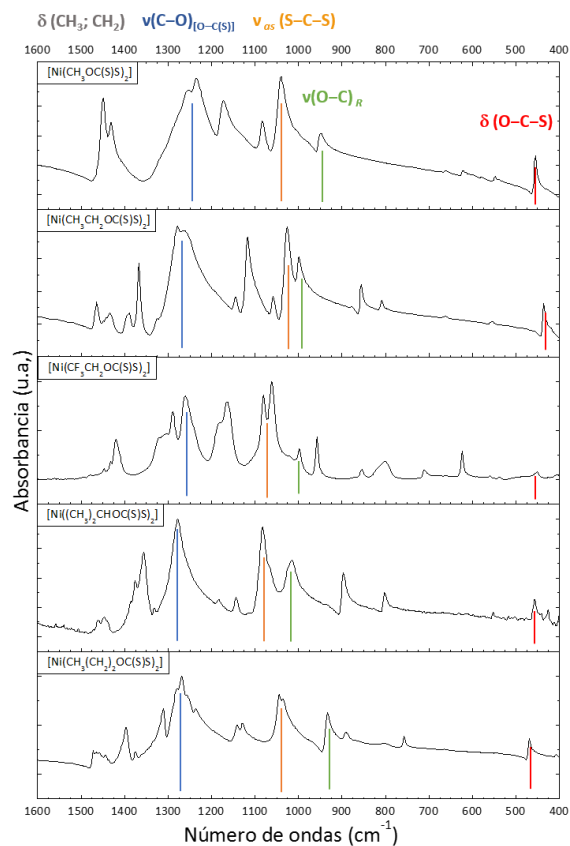 δ (CH₃; CH₂) ν(C–O)[O–C(S)] ν as (S–C–S)
1600 1500 1400 1300 1200 1100 1000 900 800 700 600 500 400
[Ni(CH₃OC(S)S)₂]
ν(O–C) R
δ (O–C–S)
[Ni(CH₃CH₂OC(S)S)₂]
[Ni(CF₃CH₂OC(S)S)₂]
[Ni((CH₃)₂CHOC(S)S)₂]
[Ni(CH₃(CH₂)₂OC(S)S)₂]
Absorbancia (u.a,)
1600 1500 1400 1300 1200 1100 1000 900 800 700 600 500 400
Número de ondas (cm⁻¹)